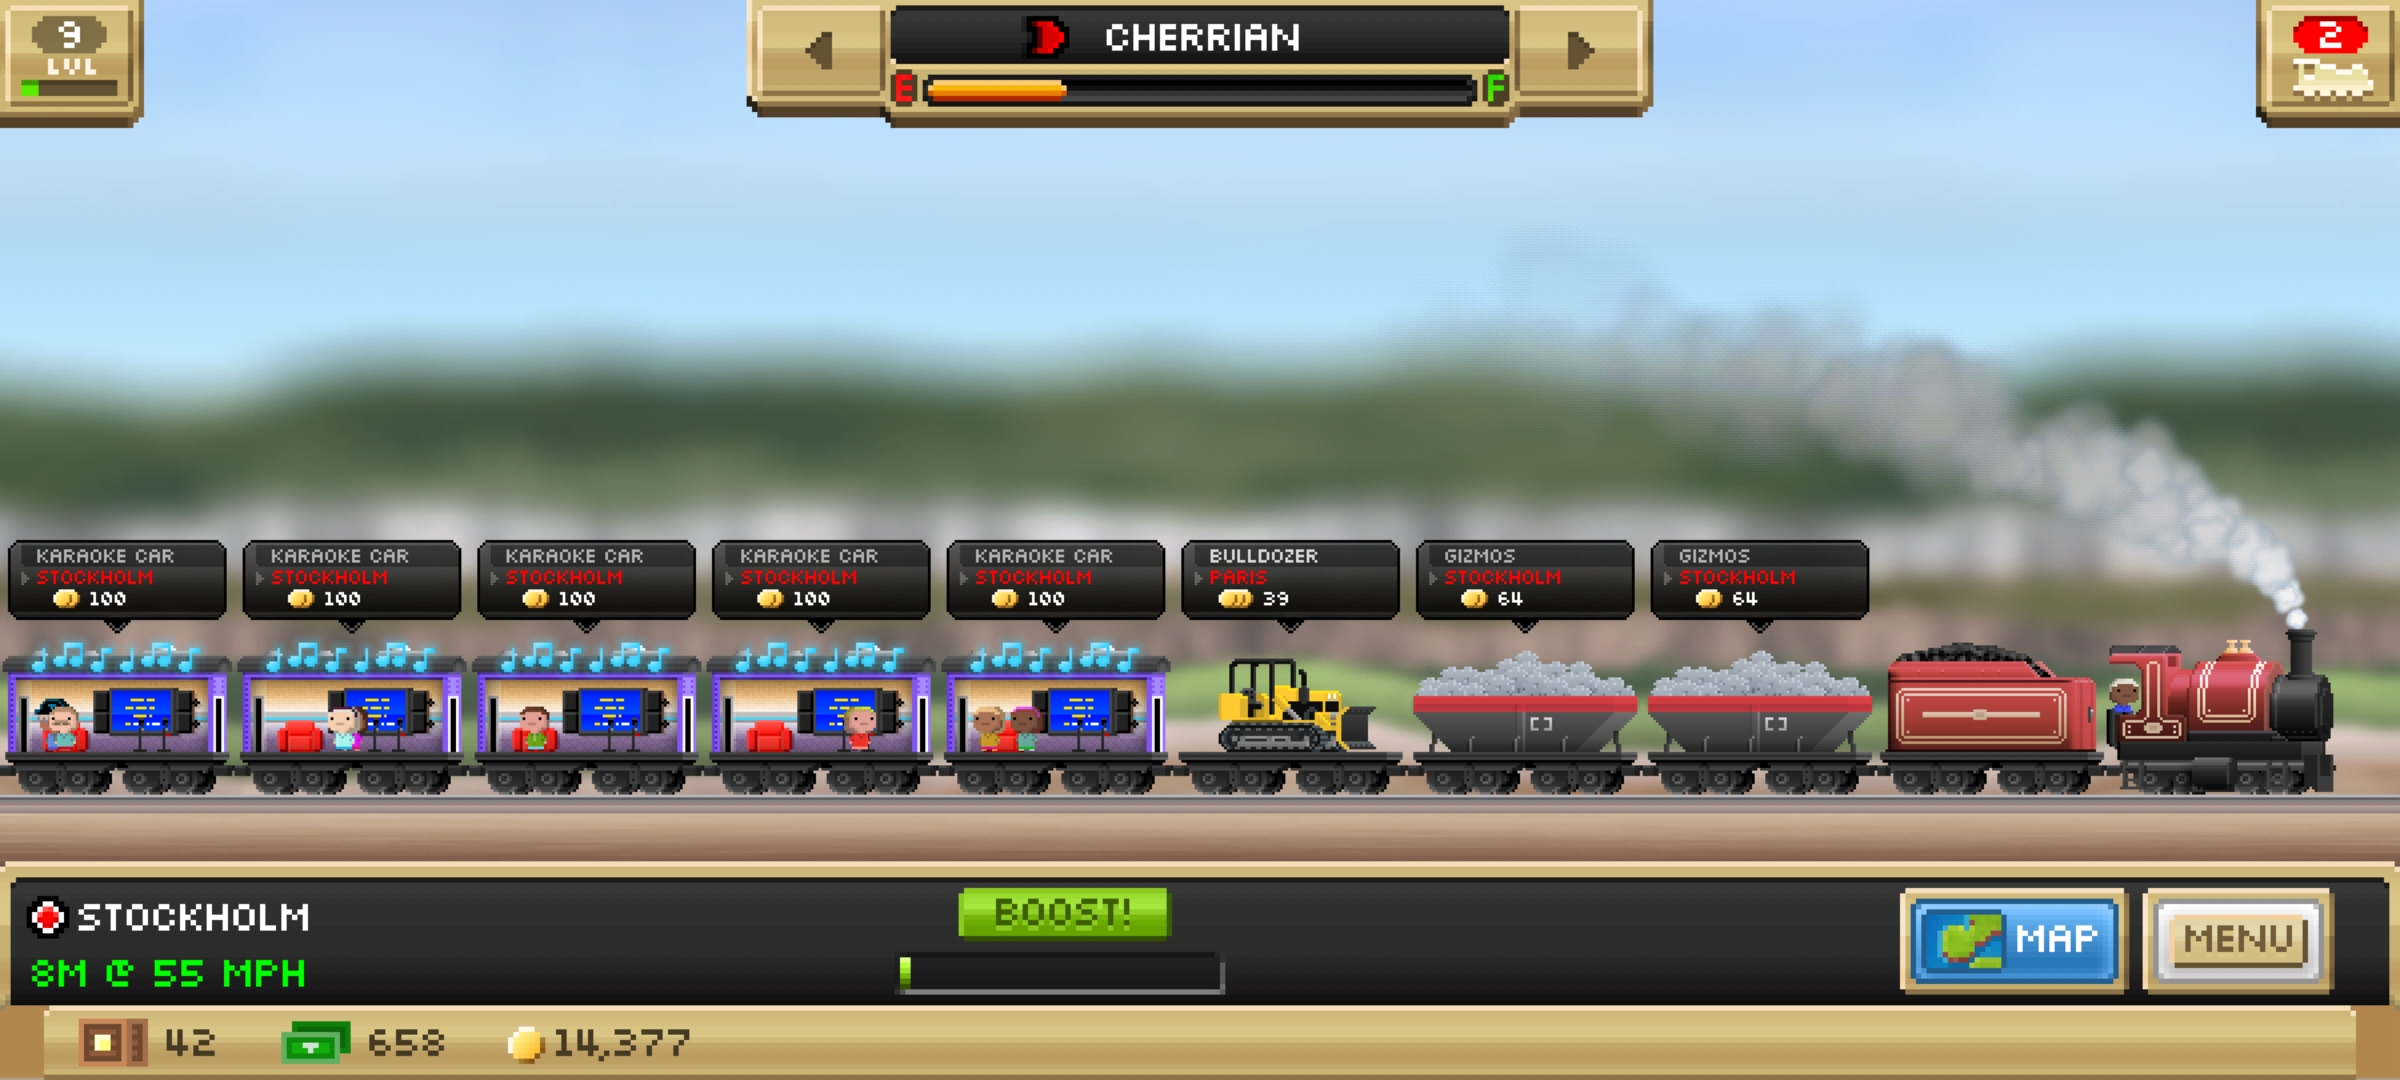 9
LVL
CHERRIAN
E F
2
KARAOKE CAR
STOCKHOLM
100
KARAOKE CAR
STOCKHOLM
100
KARAOKE CAR
STOCKHOLM
100
KARAOKE CAR
STOCKHOLM
100
KARAOKE CAR
STOCKHOLM
100
BULLDOZER
PARIS
39
GIZMOS
STOCKHOLM
64
GIZMOS
STOCKHOLM
64
STOCKHOLM
8M @ 55 MPH
BOOST!
MAP
MENU
42
658
14,377